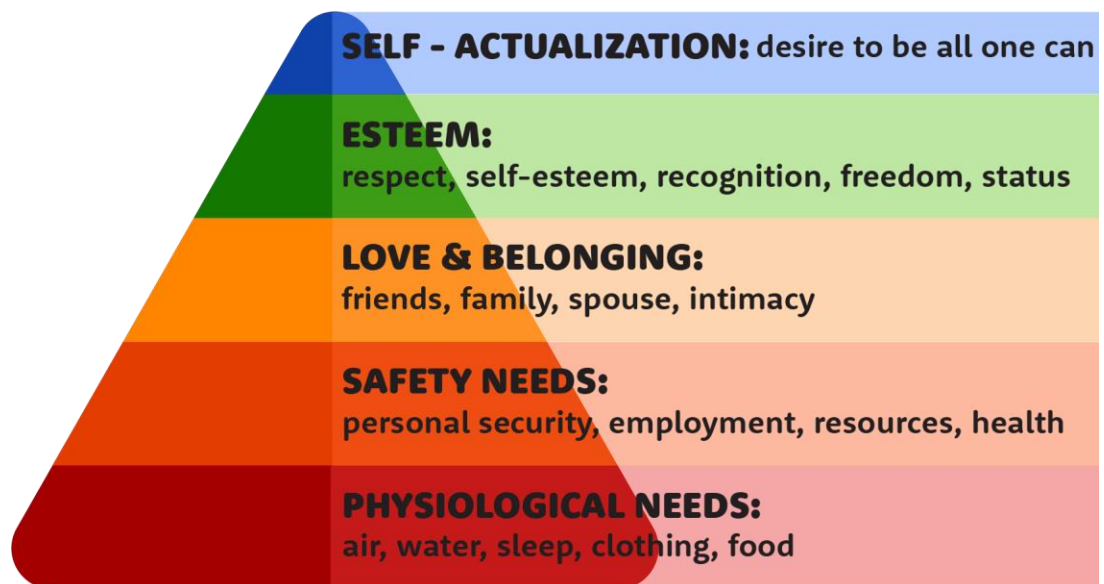 SELF - ACTUALIZATION: desire to be all one can
ESTEEM:
respect, self-esteem, recognition, freedom, status
LOVE & BELONGING:
friends, family, spouse, intimacy
SAFETY NEEDS:
personal security, employment, resources, health
PHYSIOLOGICAL NEEDS:
air, water, sleep, clothing, food